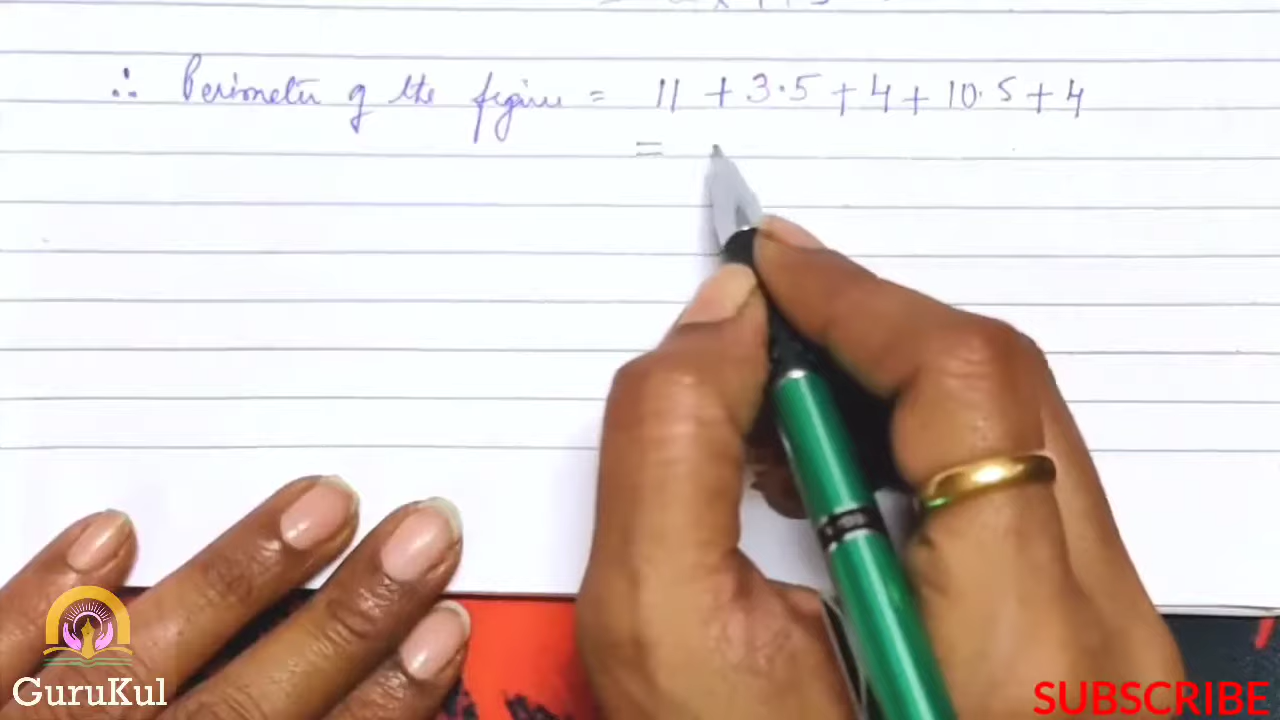 ∴ Perimeter of the figure = 11 + 3.5 + 4 + 10.5 + 4
=
GuruKul
SUBSCRIBE